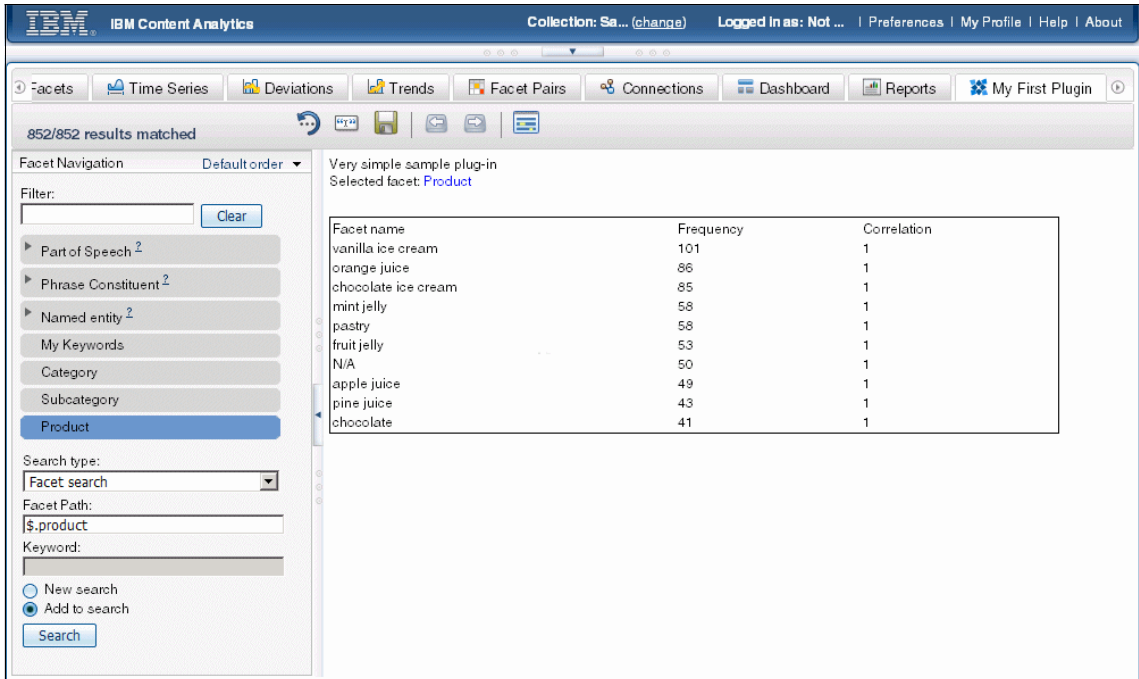 IBM IBM Content Analytics Collection: Sa... (change) Logged In as: Not ... | Preferences | My Profile | Help | About
Facets Time Series Deviations Trends Facet Pairs Connections Dashboard Reports My First Plugin
852/852 results matched
Facet Navigation Default order
Filter:
Clear
Part of Speech ?
Phrase Constituent ?
Named entity ?
My Keywords
Category
Subcategory
Product
Search type:
Facet search
Facet Path:
$.product
Keyword:
New search
Add to search
Search
Very simple sample plug-in
Selected facet: Product
Facet name Frequency Correlation
vanilla ice cream 101 1
orange juice 86 1
chocolate ice cream 85 1
mint jelly 58 1
pastry 58 1
fruit jelly 53 1
N/A 50 1
apple juice 49 1
pine juice 43 1
chocolate 41 1